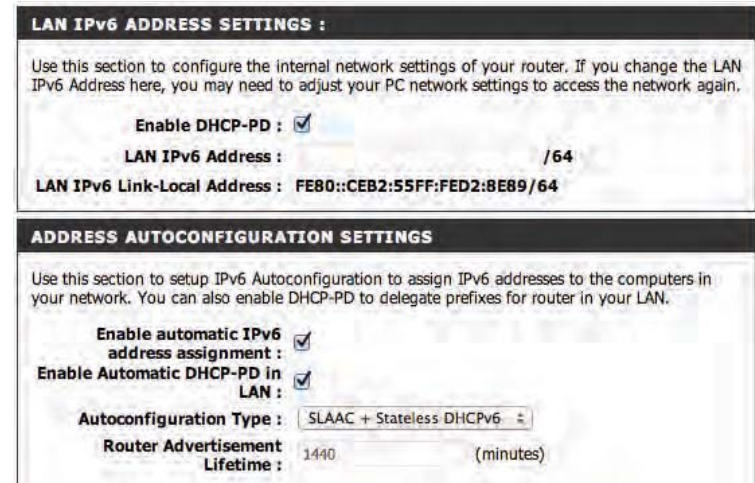 LAN IPv6 ADDRESS SETTINGS :
Use this section to configure the internal network settings of your router. If you change the LAN
IPv6 Address here, you may need to adjust your PC network settings to access the network again.
Enable DHCP-PD :
LAN IPv6 Address : /64
LAN IPv6 Link-Local Address : FE80::CEB2:55FF:FED2:8E89/64
ADDRESS AUTOCONFIGURATION SETTINGS
Use this section to setup IPv6 Autoconfiguration to assign IPv6 addresses to the computers in
your network. You can also enable DHCP-PD to delegate prefixes for router in your LAN.
Enable automatic IPv6
address assignment :
Enable Automatic DHCP-PD in
LAN :
Autoconfiguration Type : SLAAC + Stateless DHCPv6
Router Advertisement
Lifetime : 1440 (minutes)